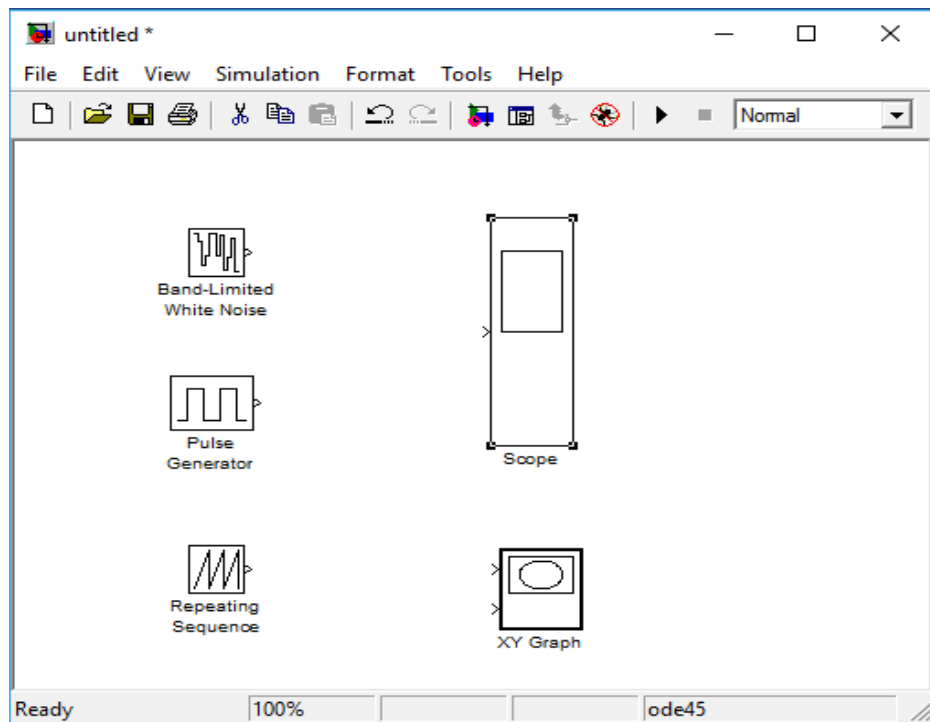 untitled *
File Edit View Simulation Format Tools Help
Normal
Band-Limited
White Noise
Pulse
Generator
Scope
Repeating
Sequence
XY Graph
Ready 100% ode45